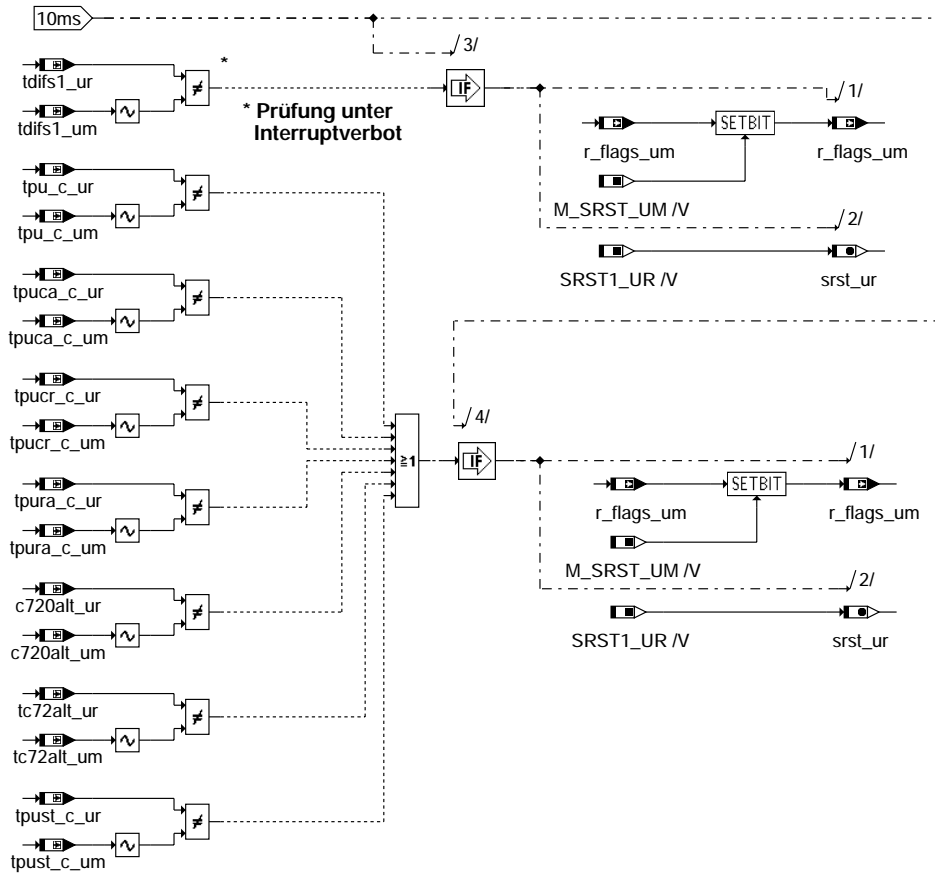 10ms
/3/
tdifs1_ur
*
≠
IF
/1/
tdifs1_um
* Prüfung unter
Interruptverbot
SETBIT
r_flags_um
r_flags_um
tpu_c_ur
≠
M_SRST_UM /V
tpu_c_um
/2/
SRST1_UR /V
srst_ur
tpuca_c_ur
≠
tpuca_c_um
tpucr_c_ur
≠
tpucr_c_um
/4/
≧1
IF
/1/
SETBIT
r_flags_um
r_flags_um
tpura_c_ur
≠
tpura_c_um
M_SRST_UM /V
/2/
c720alt_ur
≠
SRST1_UR /V
srst_ur
c720alt_um
tc72alt_ur
≠
tc72alt_um
tpust_c_ur
≠
tpust_c_um